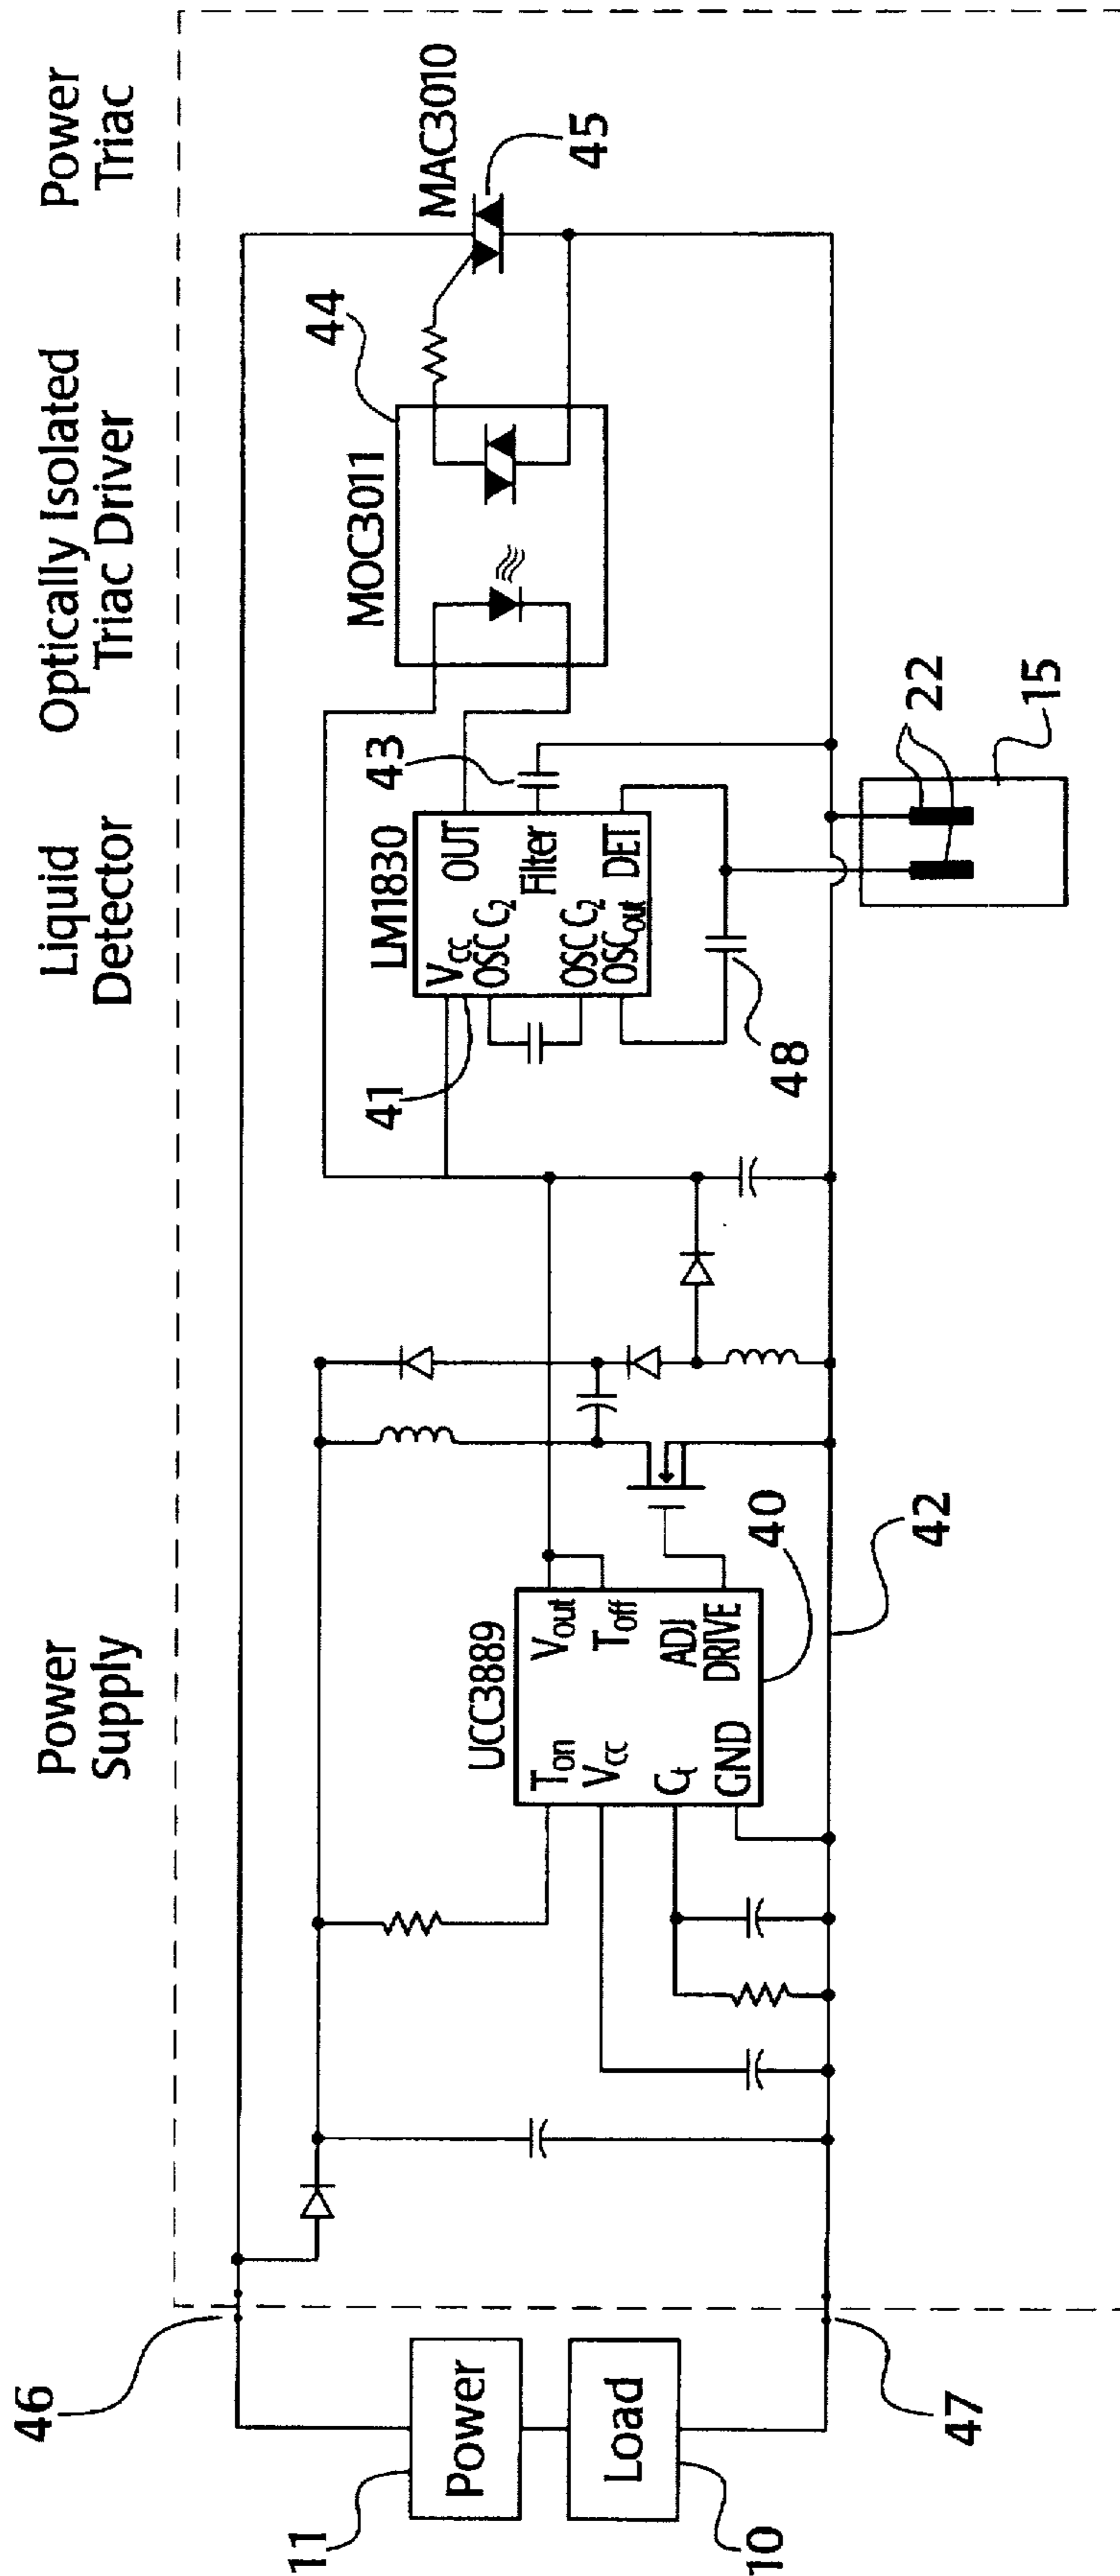 Power
Supply
Liquid
Detector
Optically Isolated
Triac Driver
Power
Triac
46
11
Power
Load
10
47
UCC3889
Ton
Vcc
Ct
GND
Vout
Toff
ADJ
DRIVE
40
42
41
LM1830
Vcc
OSC C2
OSC C2
OSCout
OUT
Filter
DET
43
48
22
15
MOC3011
44
MAC3010
45